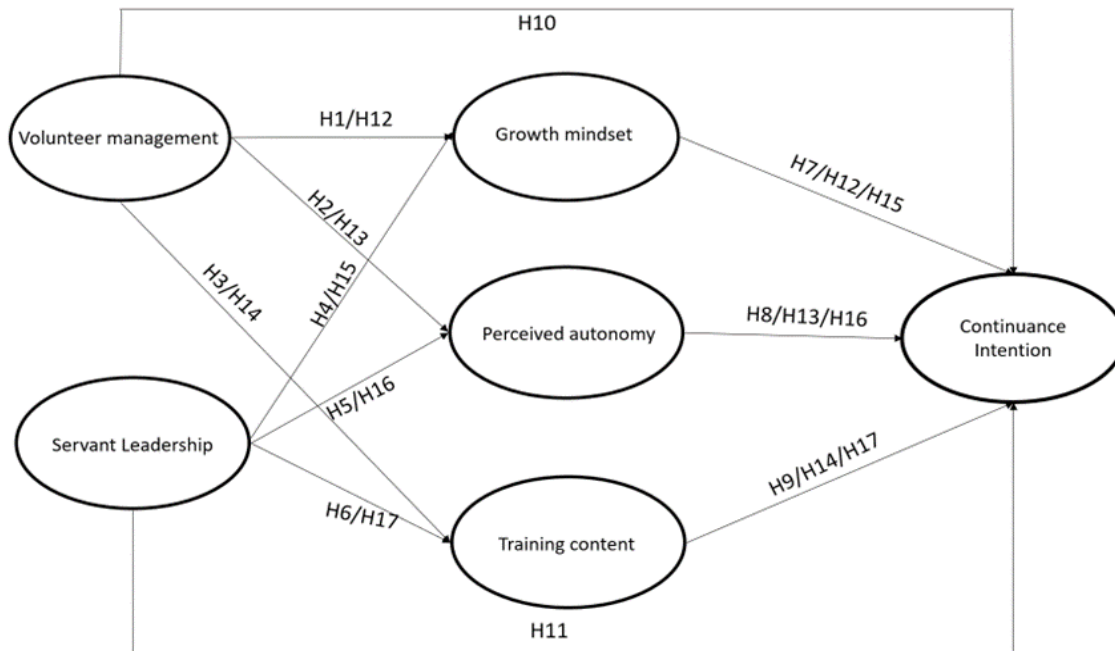 H10
Volunteer management
H1/H12
Growth mindset
H7/H12/H15
H2/H13
H3/H14
H4/H15
Perceived autonomy
H8/H13/H16
Continuance
Intention
H5/H16
Servant Leadership
H9/H14/H17
H6/H17
Training content
H11